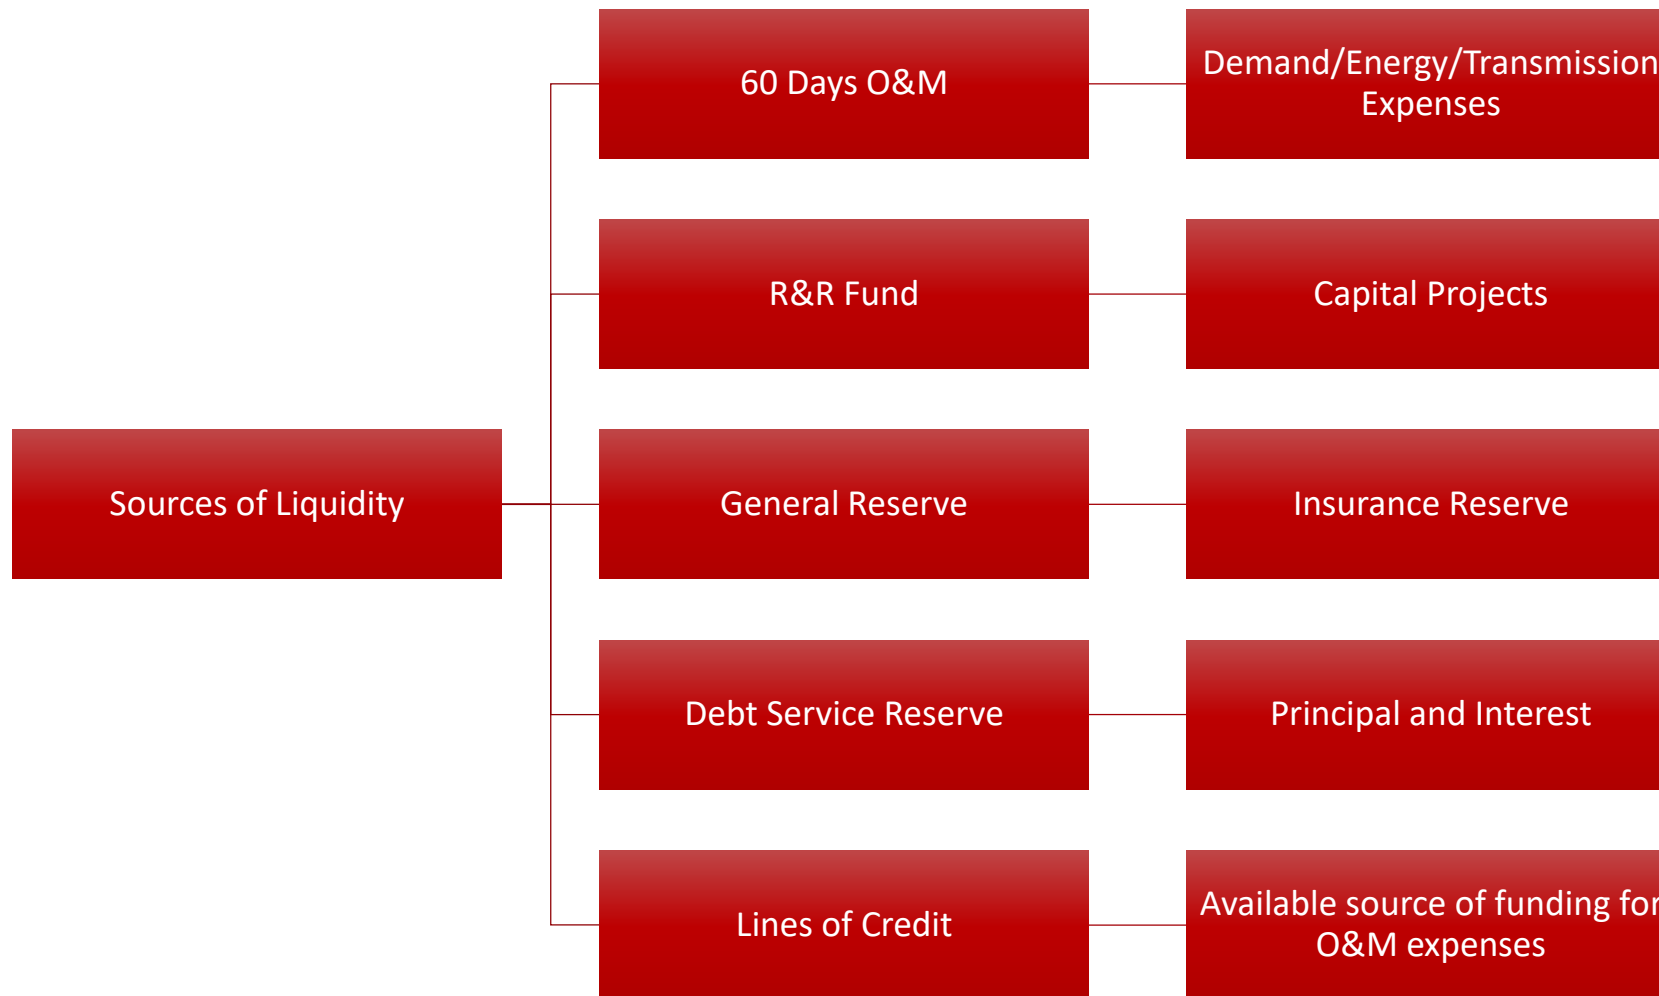 60 Days O&M
Demand/Energy/Transmission
Expenses
R&R Fund
Capital Projects
Sources of Liquidity
General Reserve
Insurance Reserve
Debt Service Reserve
Principal and Interest
Lines of Credit
Available source of funding for
O&M expenses